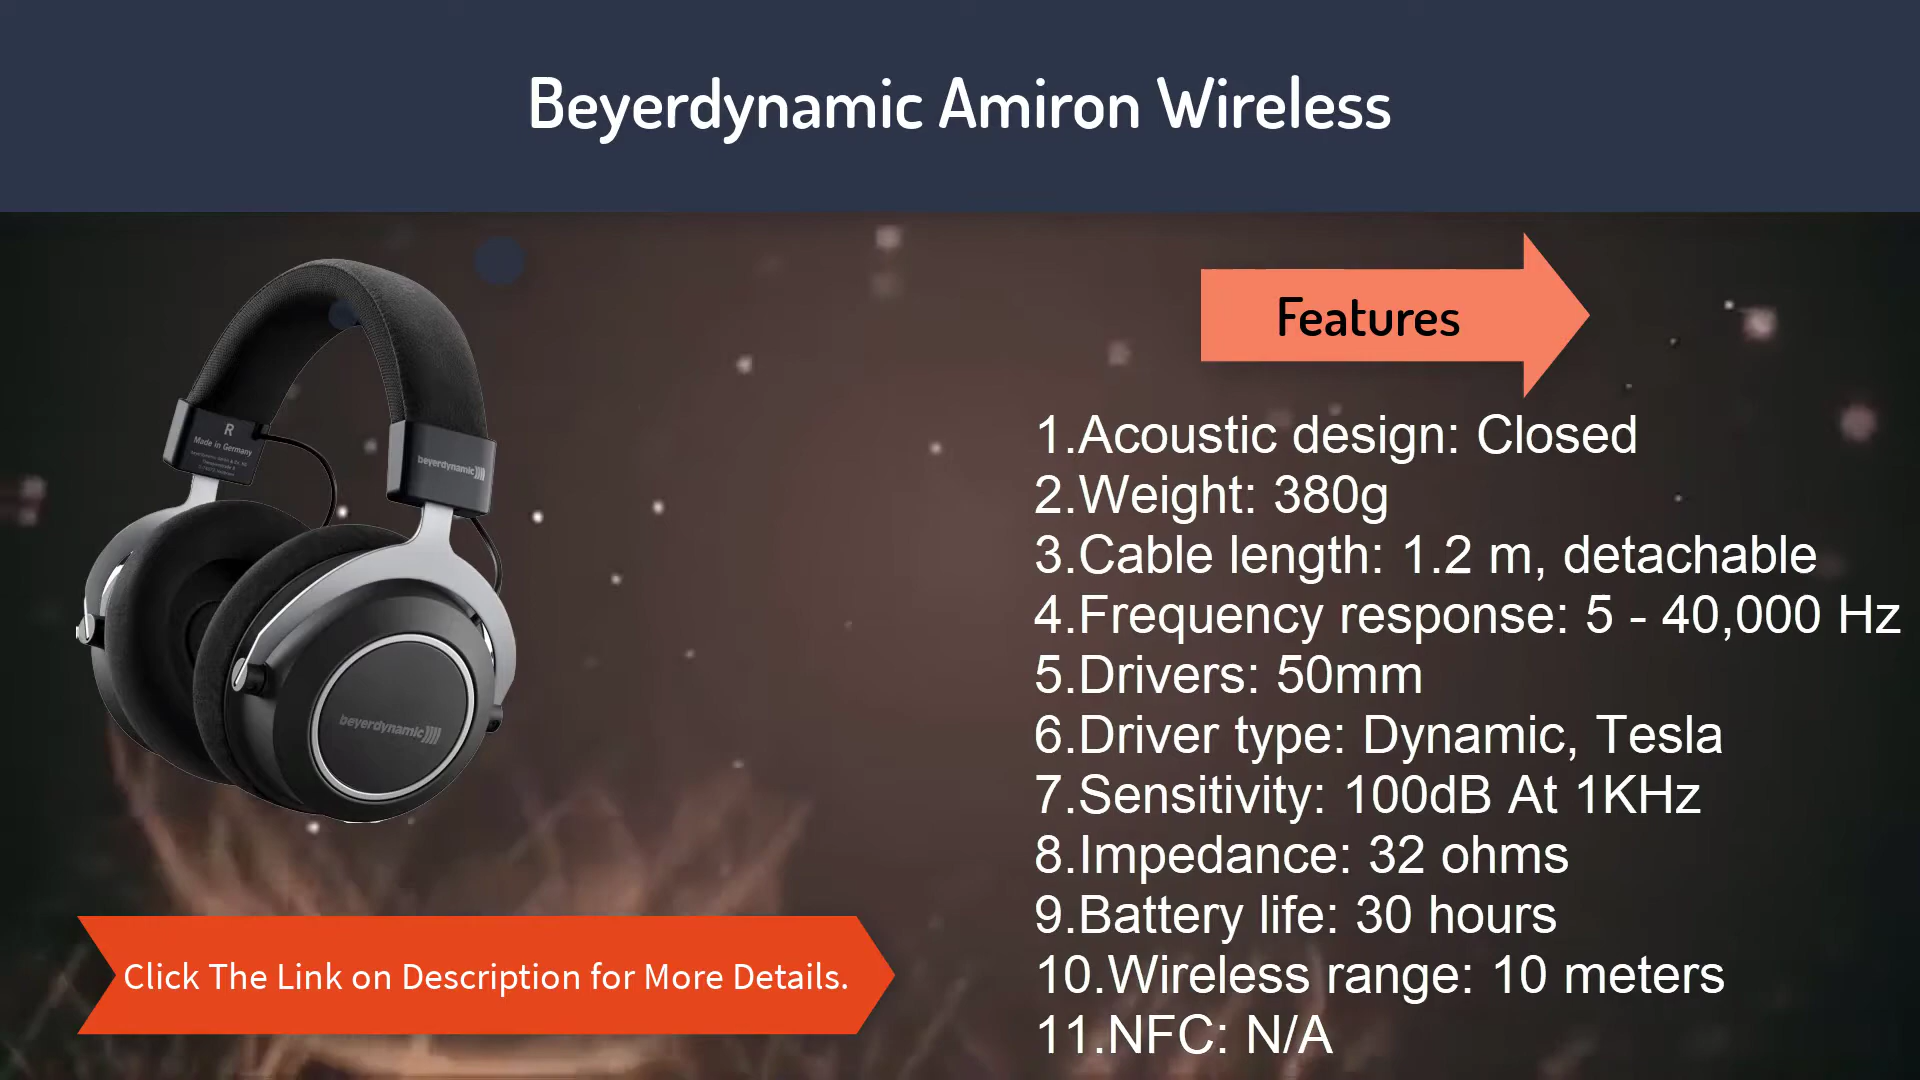 Beyerdynamic Amiron Wireless
Features
R
Made in Germany
beyerdynamic
beyerdynamic
1.Acoustic design: Closed
2.Weight: 380g
3.Cable length: 1.2 m, detachable
4.Frequency response: 5 - 40,000 Hz
5.Drivers: 50mm
6.Driver type: Dynamic, Tesla
7.Sensitivity: 100dB At 1KHz
8.Impedance: 32 ohms
9.Battery life: 30 hours
10.Wireless range: 10 meters
11.NFC: N/A
Click The Link on Description for More Details.